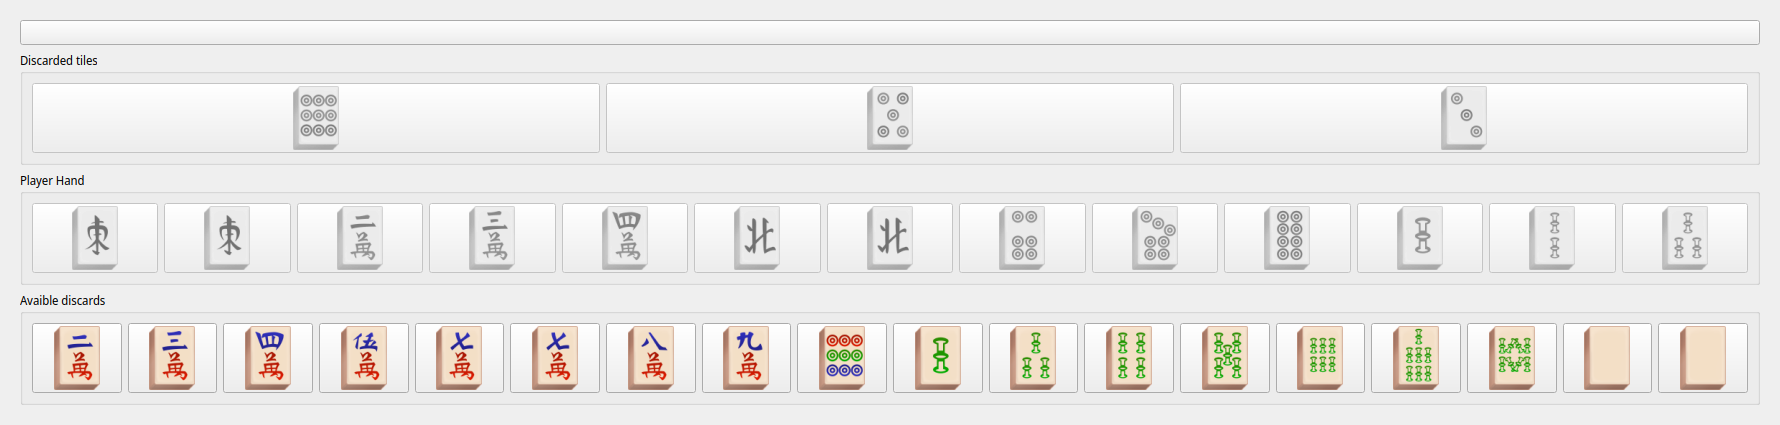 Discarded tiles
Player Hand
東 東 二萬 三萬 四萬 北 北
Avaible discards
二萬 三萬 四萬 伍萬 七萬 七萬 八萬 九萬